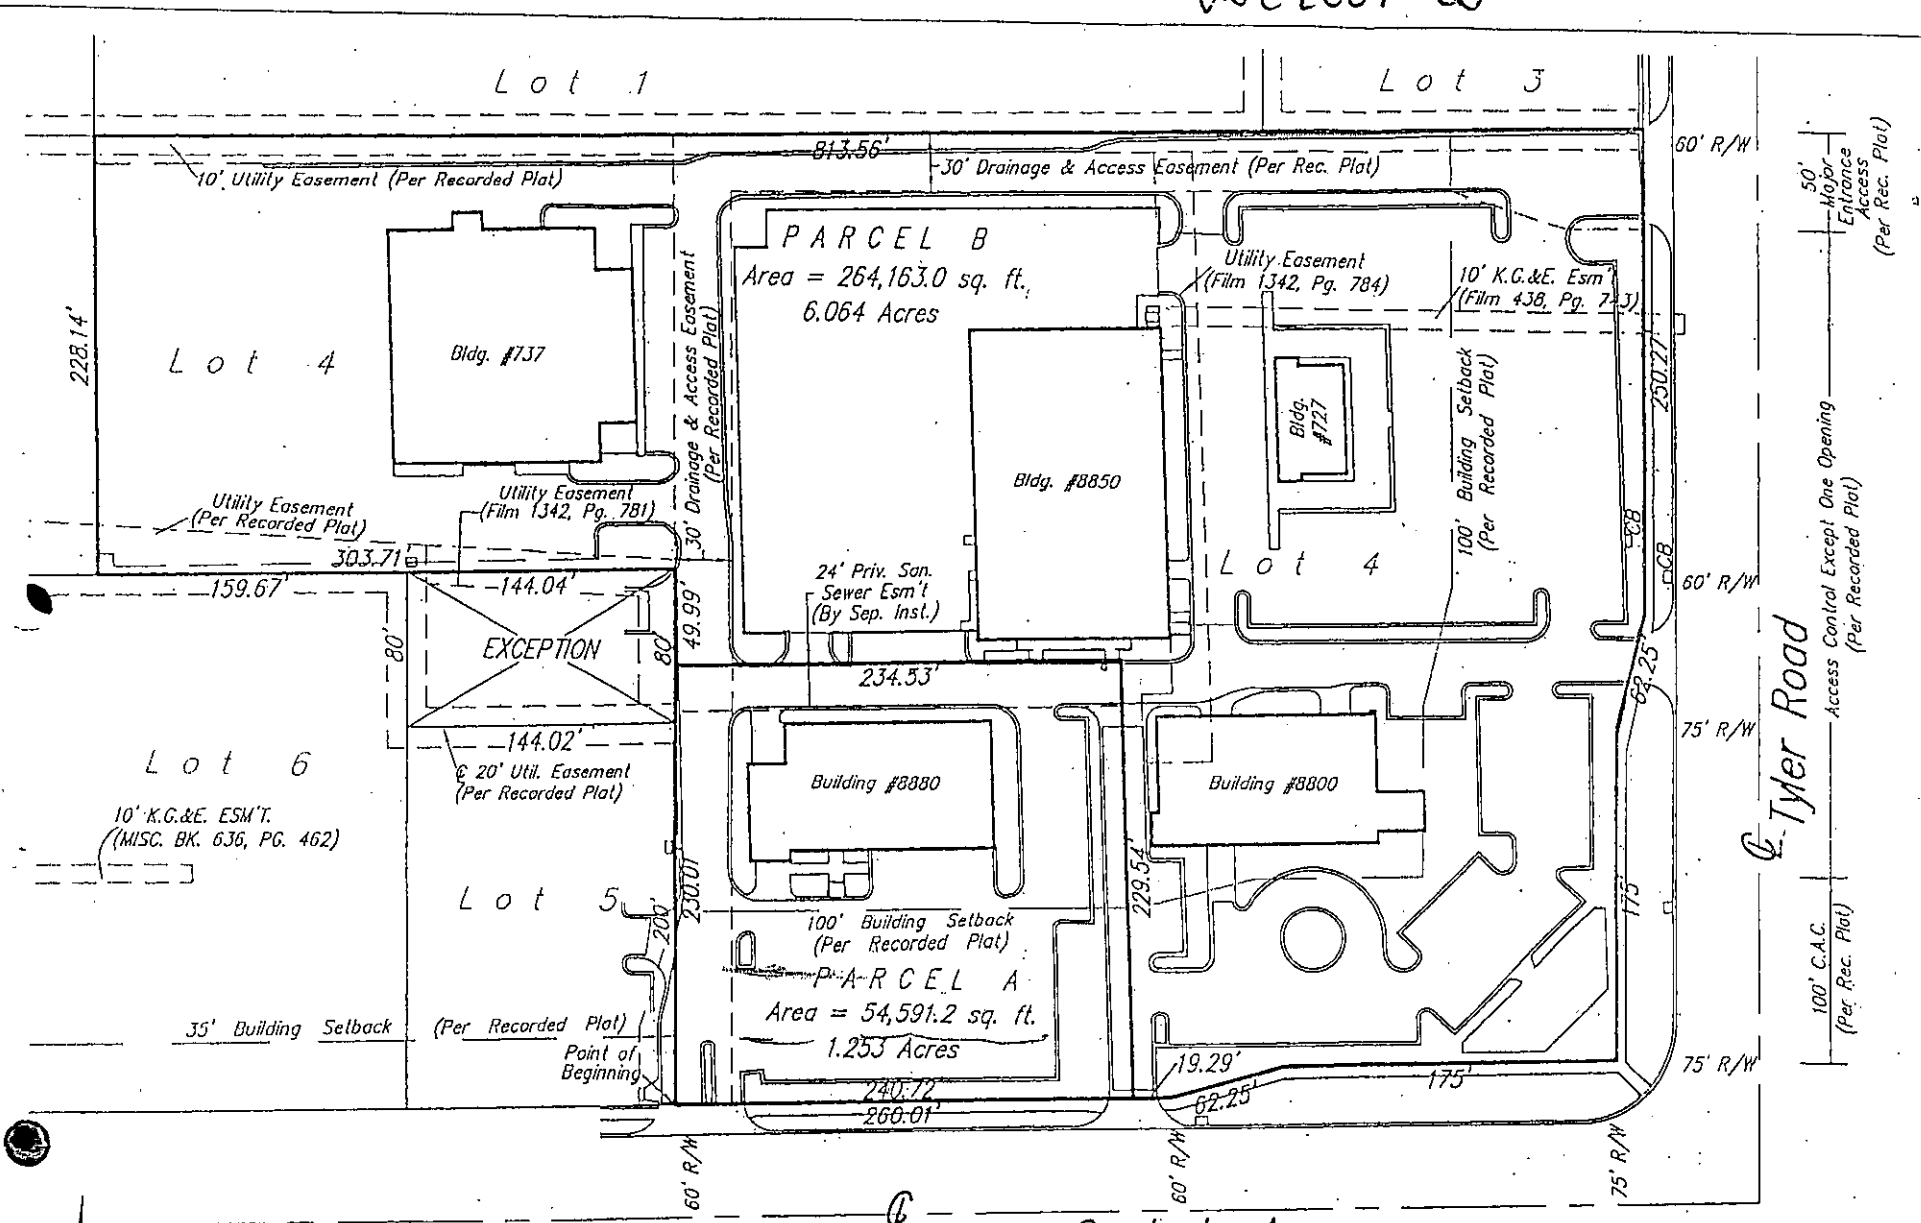 Lot 1
Lot 3
813.56'
60' R/W
10' Utility Easement (Per Recorded Plat)
30' Drainage & Access Easement (Per Rec. Plat)
50'
Major
Entrance
Access
(Per Rec. Plat)
PARCEL B
Area = 264,163.0 sq. ft.
6.064 Acres
Utility Easement
(Film 1342, Pg. 784)
10' K.G.&E. Esm't
(Film 438, Pg. 7
228.14'
Lot 4
Bldg. #737
30' Drainage & Access Easement
(Per Recorded Plat)
Bldg. #8850
Bldg.
#727
100' Building Setback
(Per Recorded Plat)
250.27'
Utility Easement
(Per Recorded Plat)
Utility Easement
(Film 1342, Pg. 781)
303.71'
159.67'
144.04'
24' Priv. San.
Sewer Esm't
(By Sep. Inst.)
Lot 4
CB
CB
60' R/W
Access Control Except One Opening
(Per Recorded Plat)
80'
EXCEPTION
80'
49.99'
234.53'
62.25'
₵ Tyler Road
75' R/W
144.02'
Lot 6
₵ 20' Util. Easement
(Per Recorded Plat)
Building #8880
Building #8800
10' K.G.&E. ESM'T.
(MISC. BK. 636, PG. 462)
Lot 5
200'
230.01'
229.54'
175'
100' Building Setback
(Per Recorded Plat)
PARCEL A
Area = 54,591.2 sq. ft.
1.253 Acres
100' C.A.C.
(Per Rec. Plat)
35' Building Setback (Per Recorded Plat)
Point of
Beginning
19.29'
75' R/W
240.72'
62.25'
175'
260.01'
60' R/W
60' R/W
75' R/W
₵